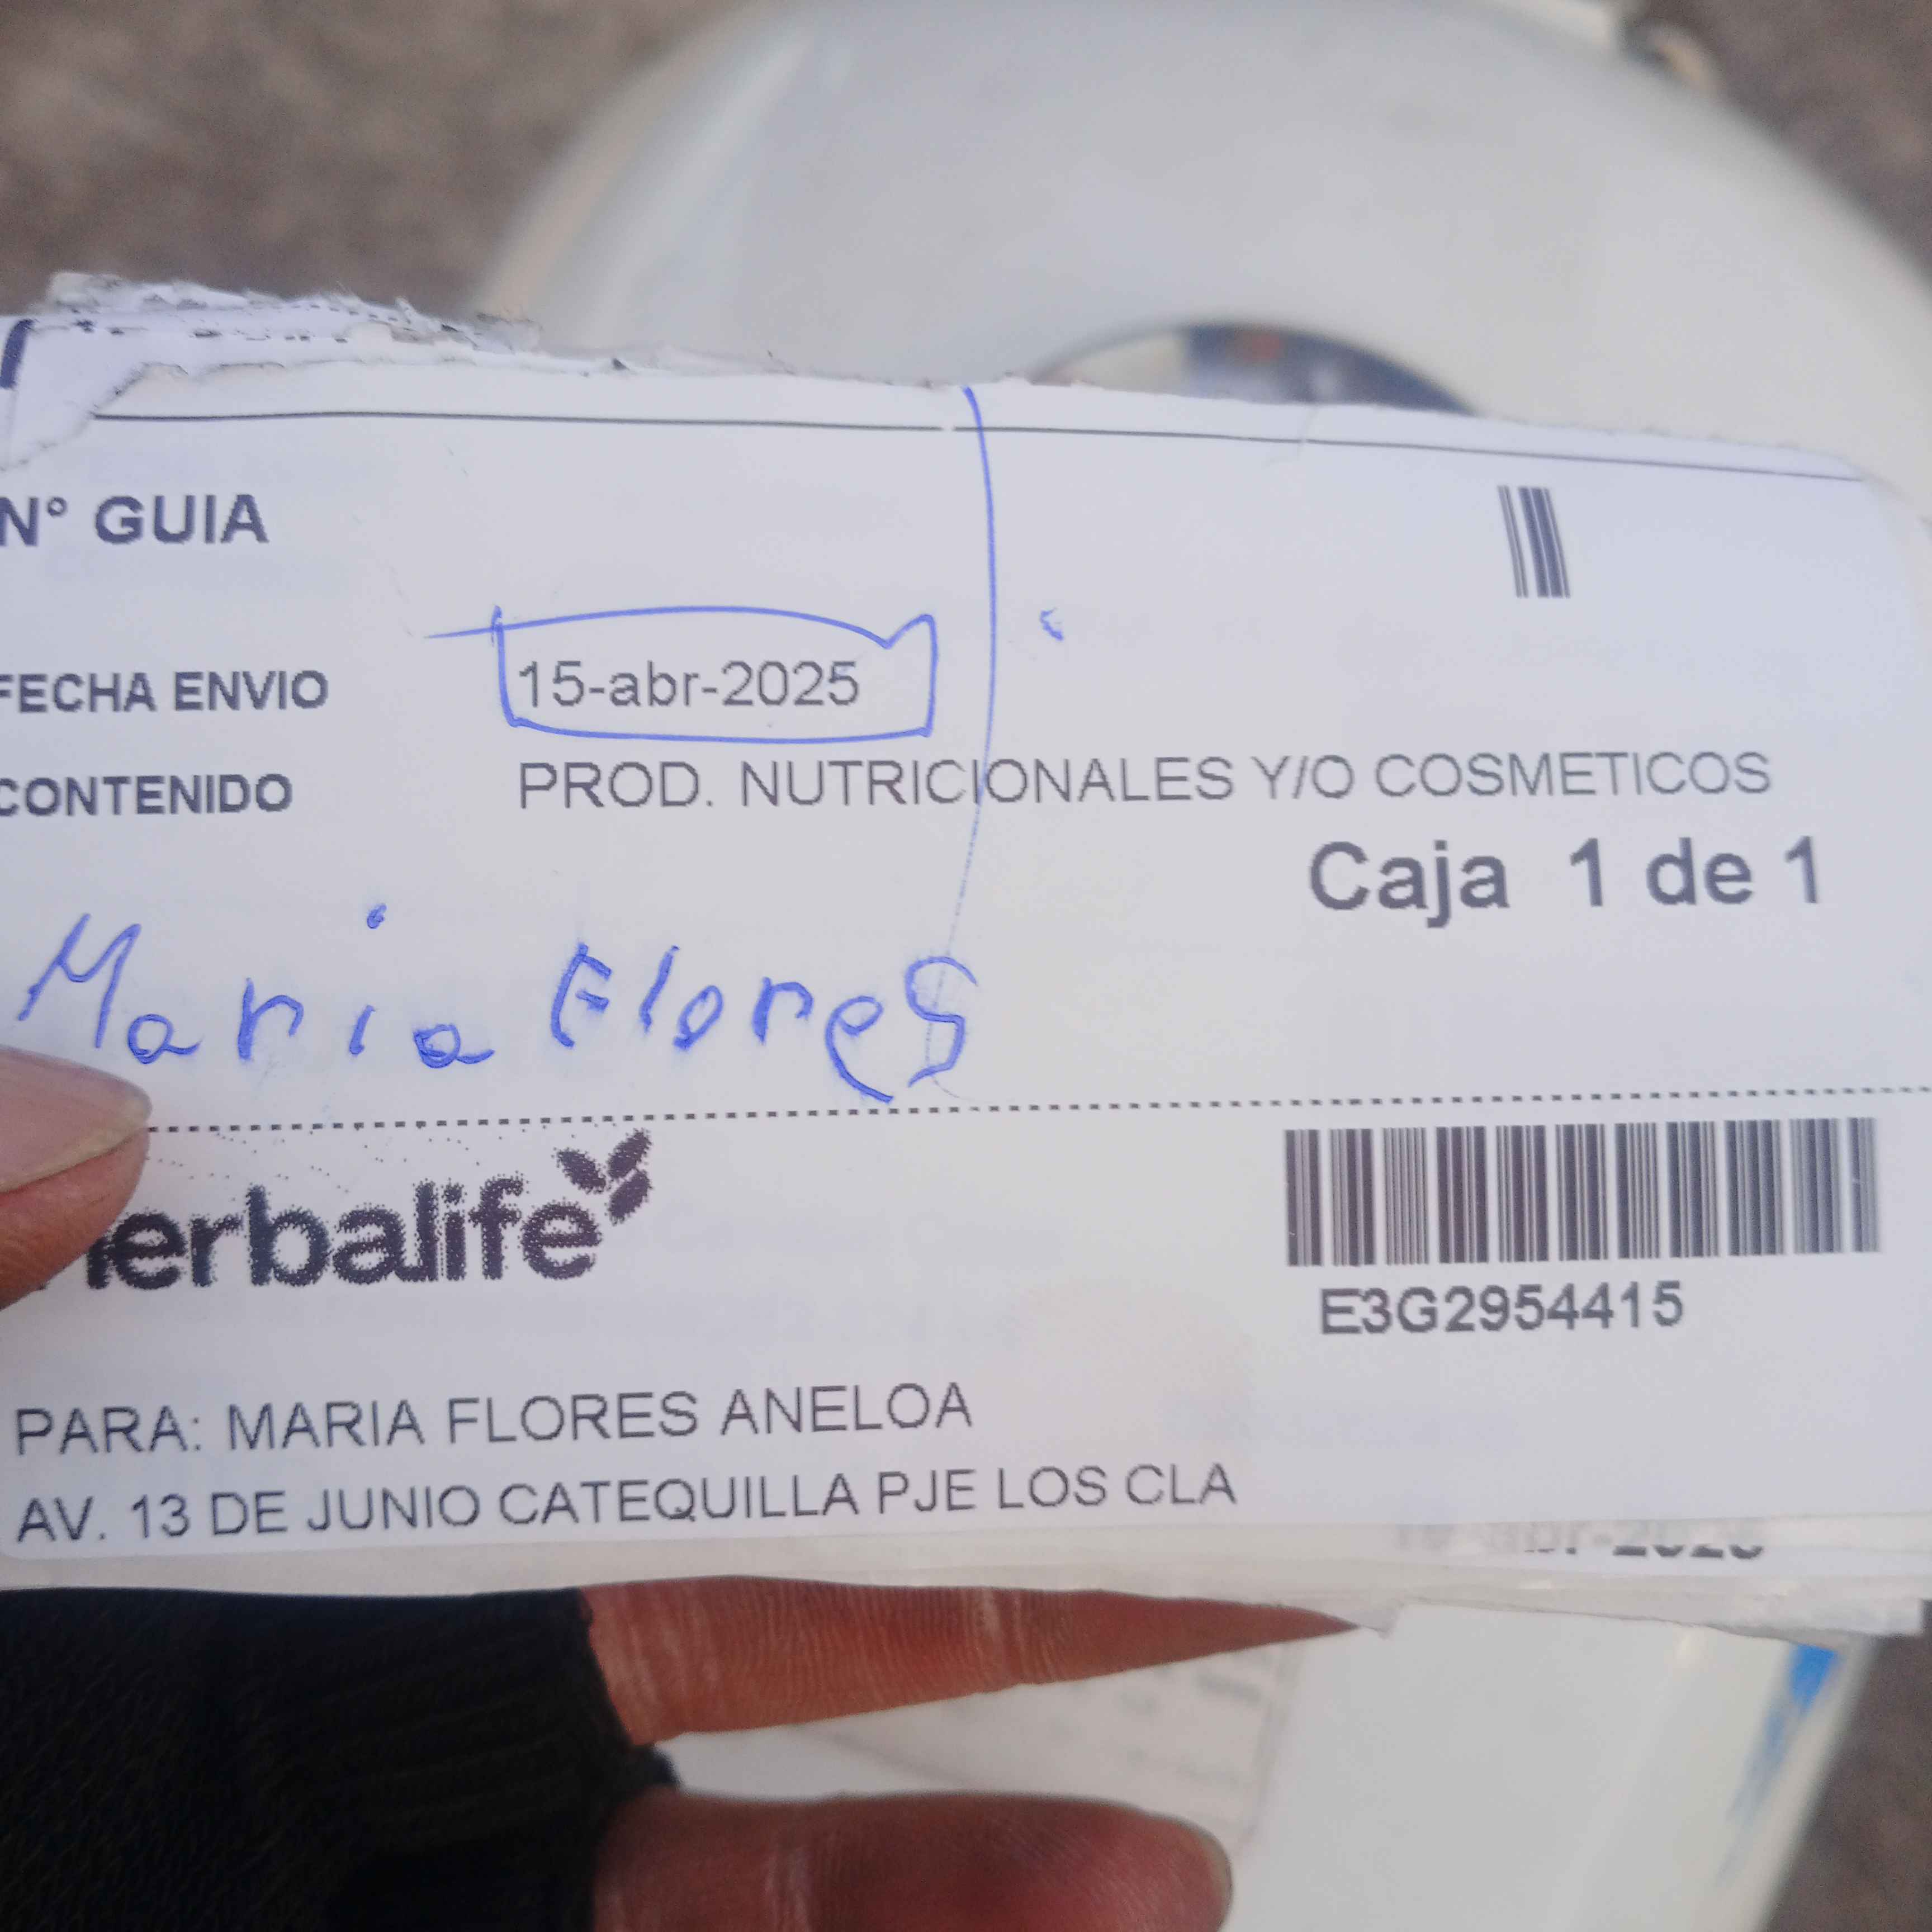 N° GUIA
FECHA ENVIO 15-abr-2025
CONTENIDO PROD. NUTRICIONALES Y/O COSMETICOS
Caja 1 de 1
Maria Flores
Herbalife
E3G2954415
PARA: MARIA FLORES ANELOA
AV. 13 DE JUNIO CATEQUILLA PJE LOS CLA